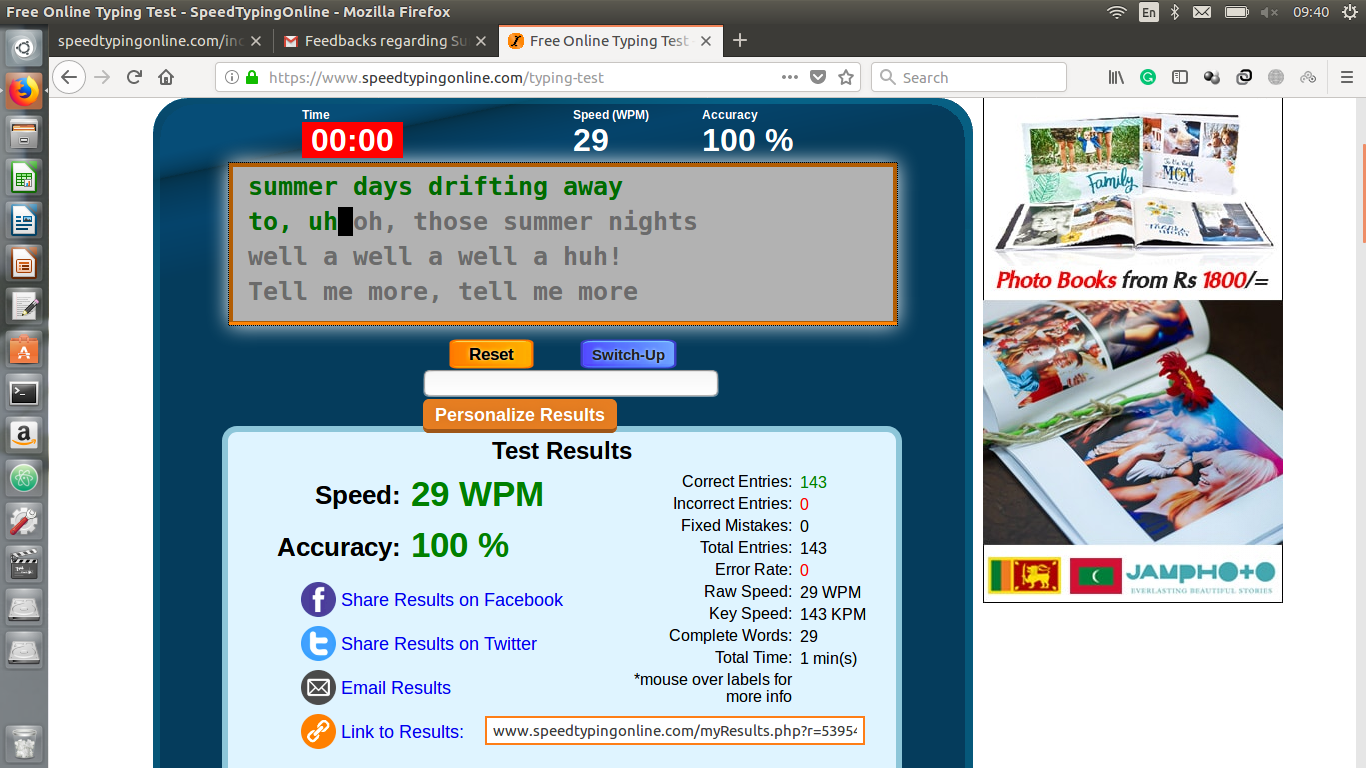 Free Online Typing Test - SpeedTypingOnline - Mozilla Firefox
En
09:40
speedtypingonline.com/in
Feedbacks regarding Su
Free Online Typing Test -
https://www.speedtypingonline.com/typing-test
Search
Time
00:00
Speed (WPM)
29
Accuracy
100 %
summer days drifting away
to, uh oh, those summer nights
well a well a well a huh!
Tell me more, tell me more
Reset
Switch-Up
Personalize Results
Test Results
Speed: 29 WPM
Accuracy: 100 %
Share Results on Facebook
Share Results on Twitter
Email Results
Link to Results:
www.speedtypingonline.com/myResults.php?r=53954
Correct Entries: 143
Incorrect Entries: 0
Fixed Mistakes: 0
Total Entries: 143
Error Rate: 0
Raw Speed: 29 WPM
Key Speed: 143 KPM
Complete Words: 29
Total Time: 1 min(s)
*mouse over labels for
more info
Family
MOM
Photo Books from Rs 1800/=
JAMPHOTO
EVERLASTING BEAUTIFUL STORIES